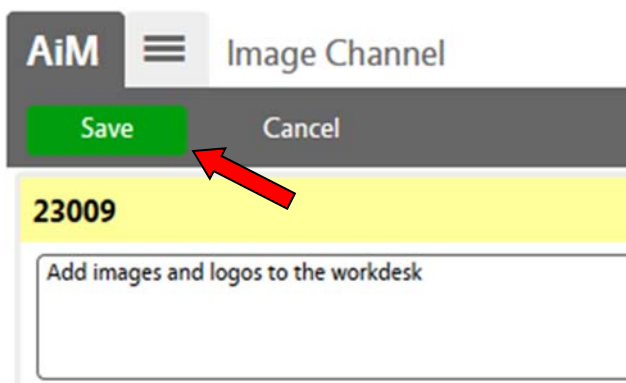 AiM Image Channel
Save Cancel
23009
Add images and logos to the workdesk